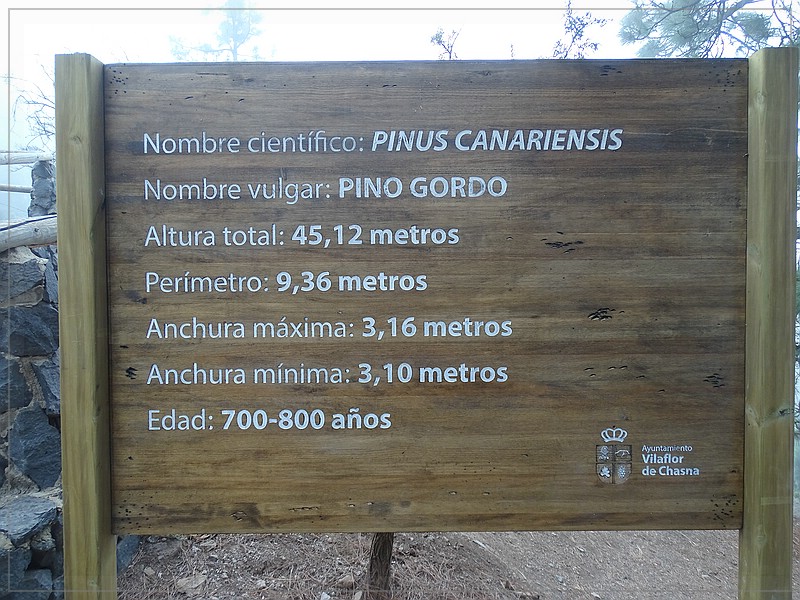 Nombre científico: PINUS CANARIENSIS
Nombre vulgar: PINO GORDO
Altura total: 45,12 metros
Perímetro: 9,36 metros
Anchura máxima: 3,16 metros
Anchura mínima: 3,10 metros
Edad: 700-800 años
Ayuntamiento
Vilaflor
de Chasna